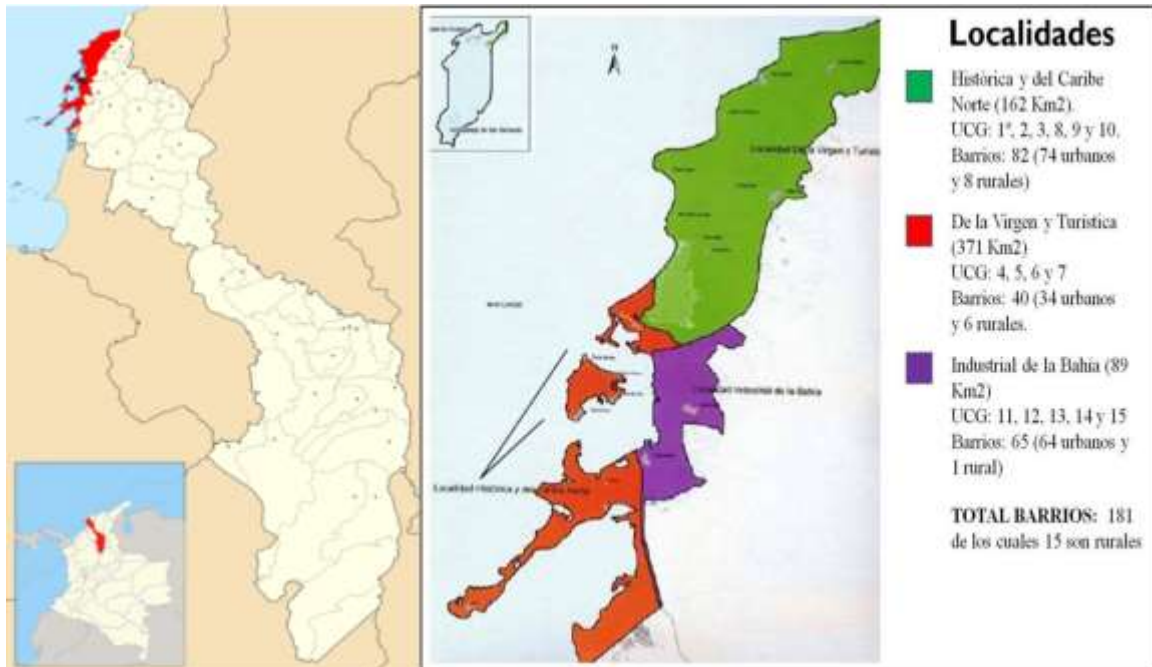 Localidades
Histórica y del Caribe
Norte (162 Km2).
UCG: 1ª, 2, 3, 8, 9 y 10.
Barrios: 82 (74 urbanos
y 8 rurales)
De la Virgen y Turística
(371 Km2)
UCG: 4, 5, 6 y 7
Barrios: 40 (34 urbanos
y 6 rurales.
Industrial de la Bahía (89
Km2)
UCG: 11, 12, 13, 14 y 15
Barrios: 65 (64 urbanos y
1 rural)
TOTAL BARRIOS: 181
de los cuales 15 son rurales
N
Localidad De la Virgen y Turist
Localidad Industrial de la Bahía
Localidad Histórica y del Caribe Norte